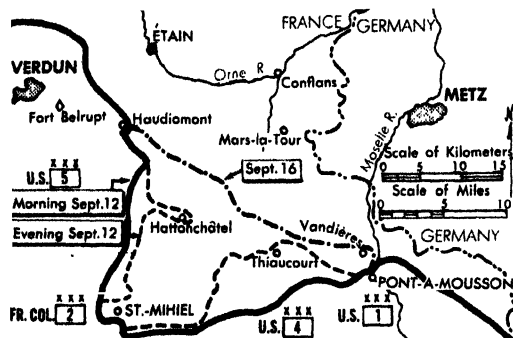 FRANCE
GERMANY
ÉTAIN
VERDUN
Orne R.
Conflans
METZ
Fort Belrupt
Haudiomont
Mars-la-Tour
Moselle R.
Scale of Kilometers
0 5 10 15
Scale of Miles
0 5 10
x x x
U.S. 5
Sept. 16
Morning Sept. 12
Evening Sept. 12
Hattonchâtel
Vandières
GERMANY
Thiaucourt
PONT-A-MOUSSON
x x x
FR. COL. 2
ST.-MIHIEL
x x x
U.S. 4
x x x
U.S. 1